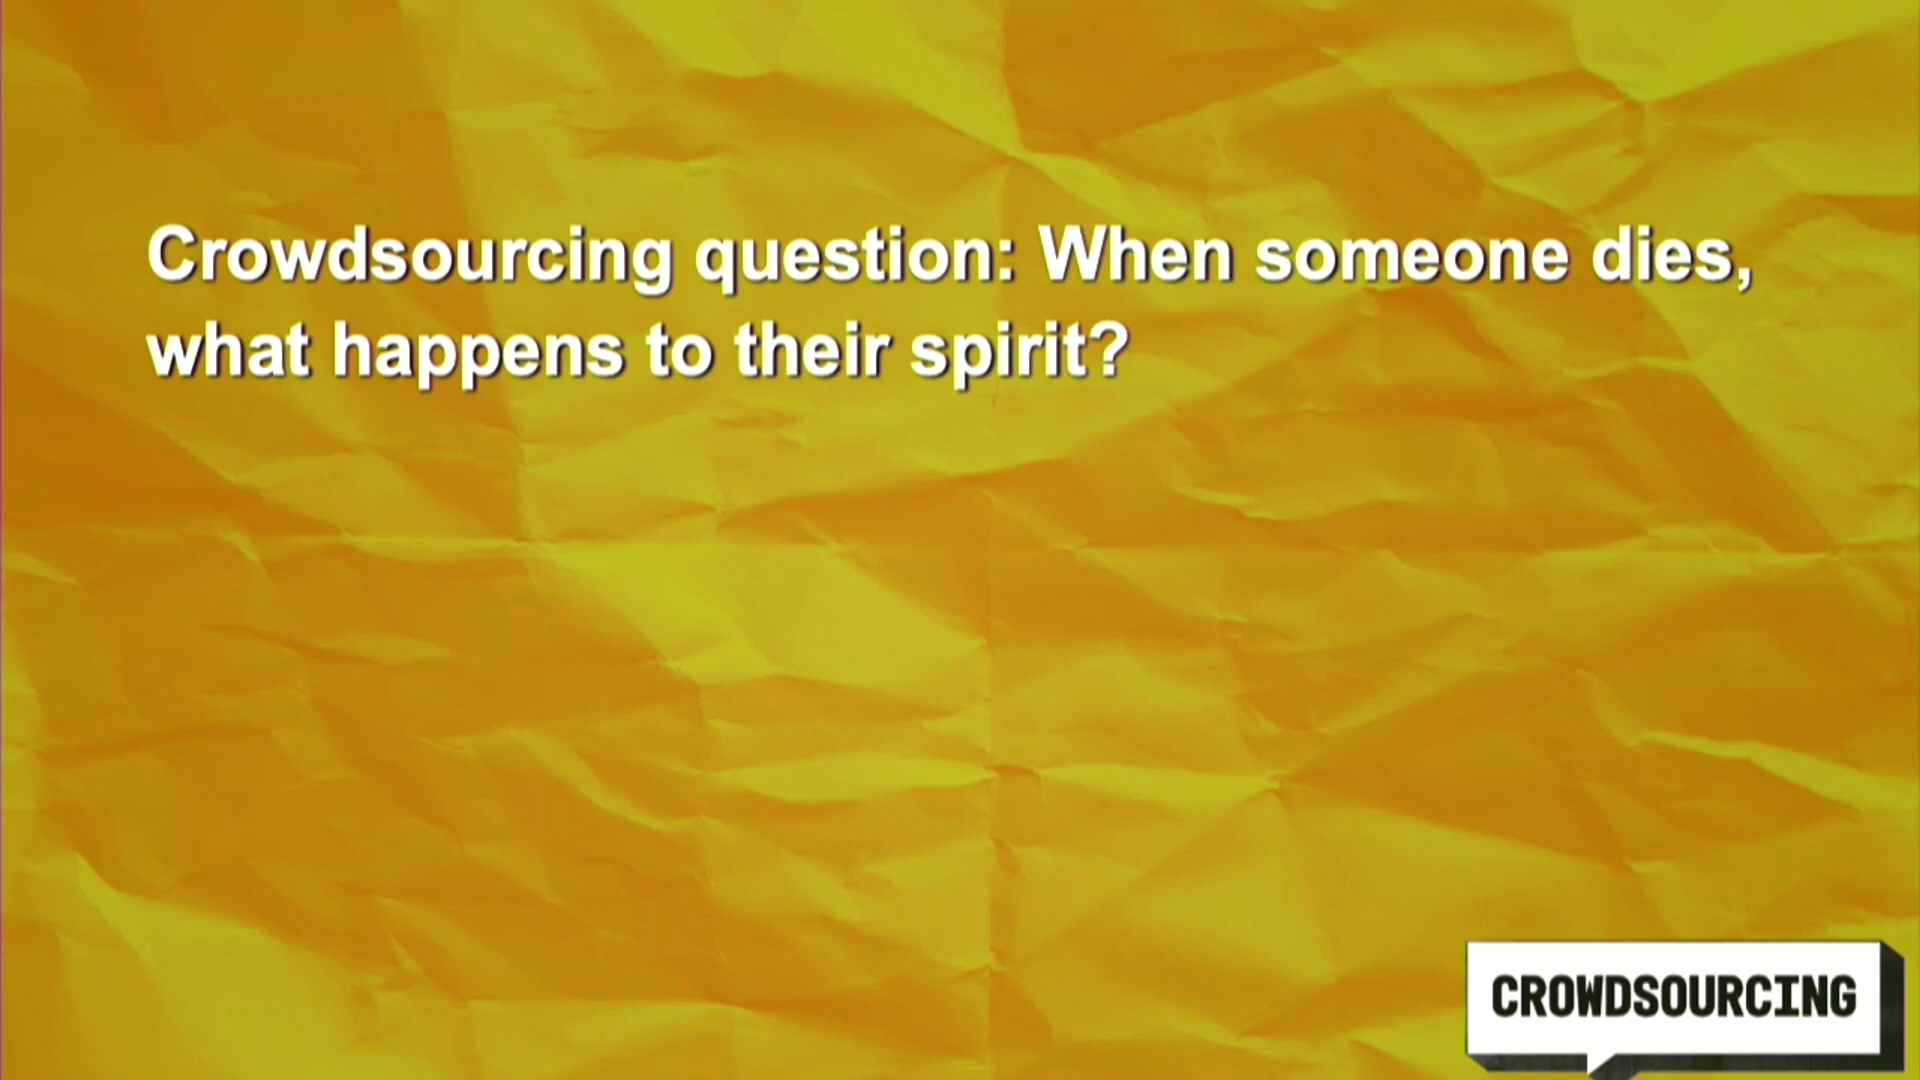 Crowdsourcing question: When someone dies,
what happens to their spirit?
CROWDSOURCING